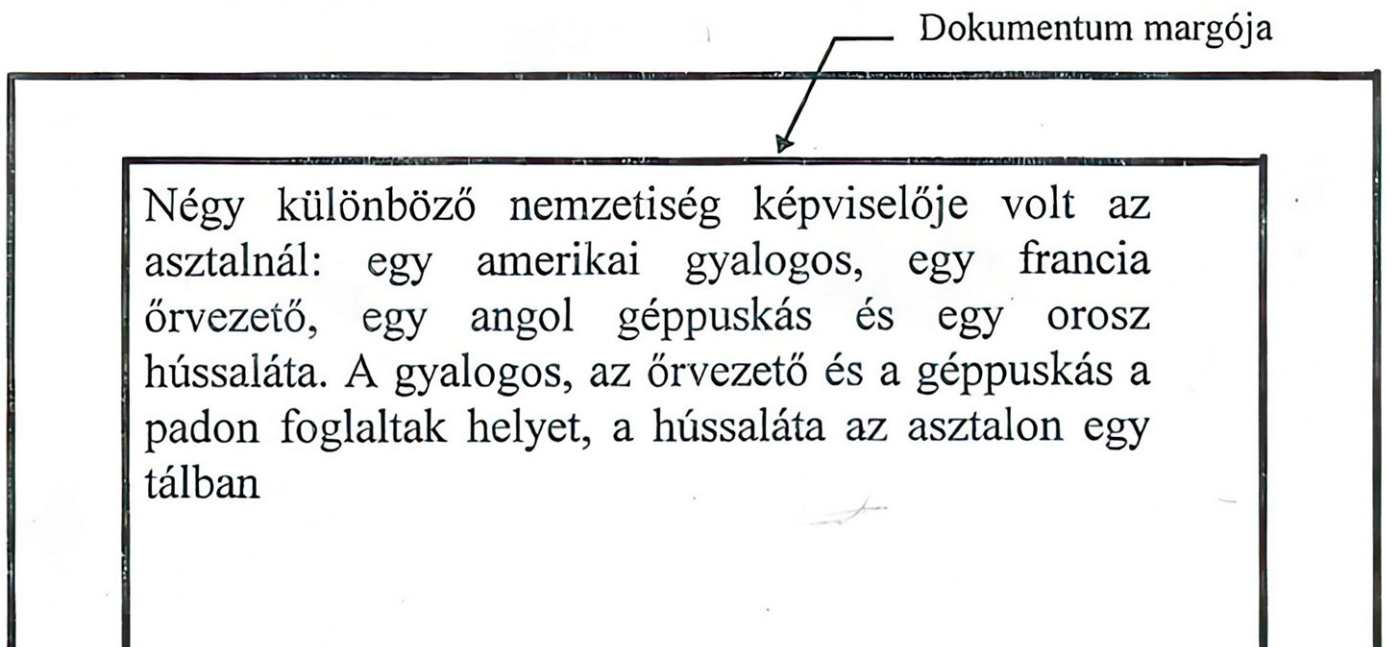 Dokumentum margója
Négy különböző nemzetiség képviselője volt az
asztalnál: egy amerikai gyalogos, egy francia
őrvezető, egy angol géppuskás és egy orosz
hússaláta. A gyalogos, az őrvezető és a géppuskás a
padon foglaltak helyet, a hússaláta az asztalon egy
tálban